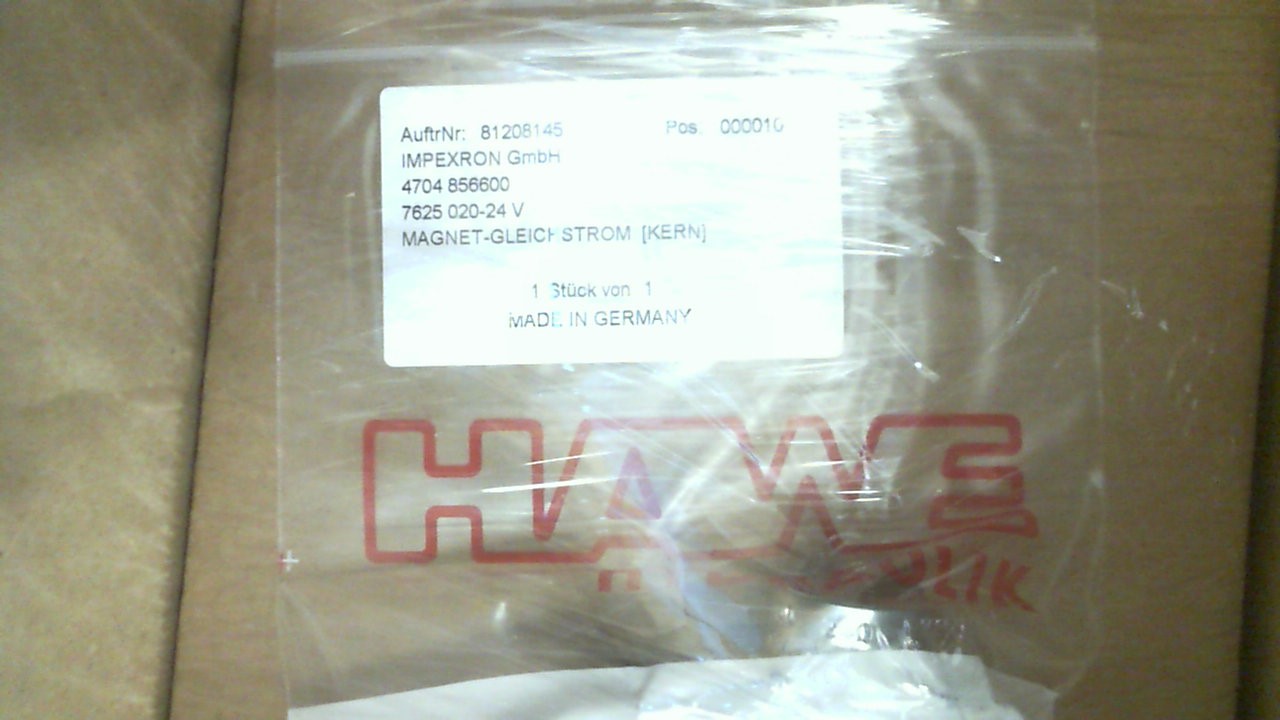 AuftrNr: 81208145 Pos: 000010
IMPEXRON GmbH
4704 856600
7625 020-24 V
MAGNET-GLEICHSTROM [KERN]
1 Stück von 1
MADE IN GERMANY
HAWE
HYDRAULIK